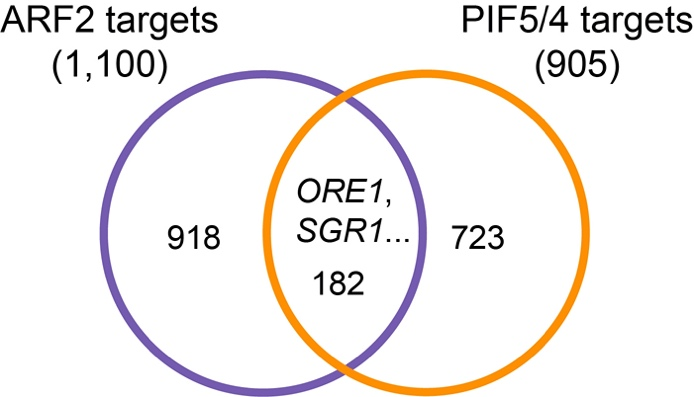 ARF2 targets
(1,100)
PIF5/4 targets
(905)
ORE1,
SGR1...
918
182
723